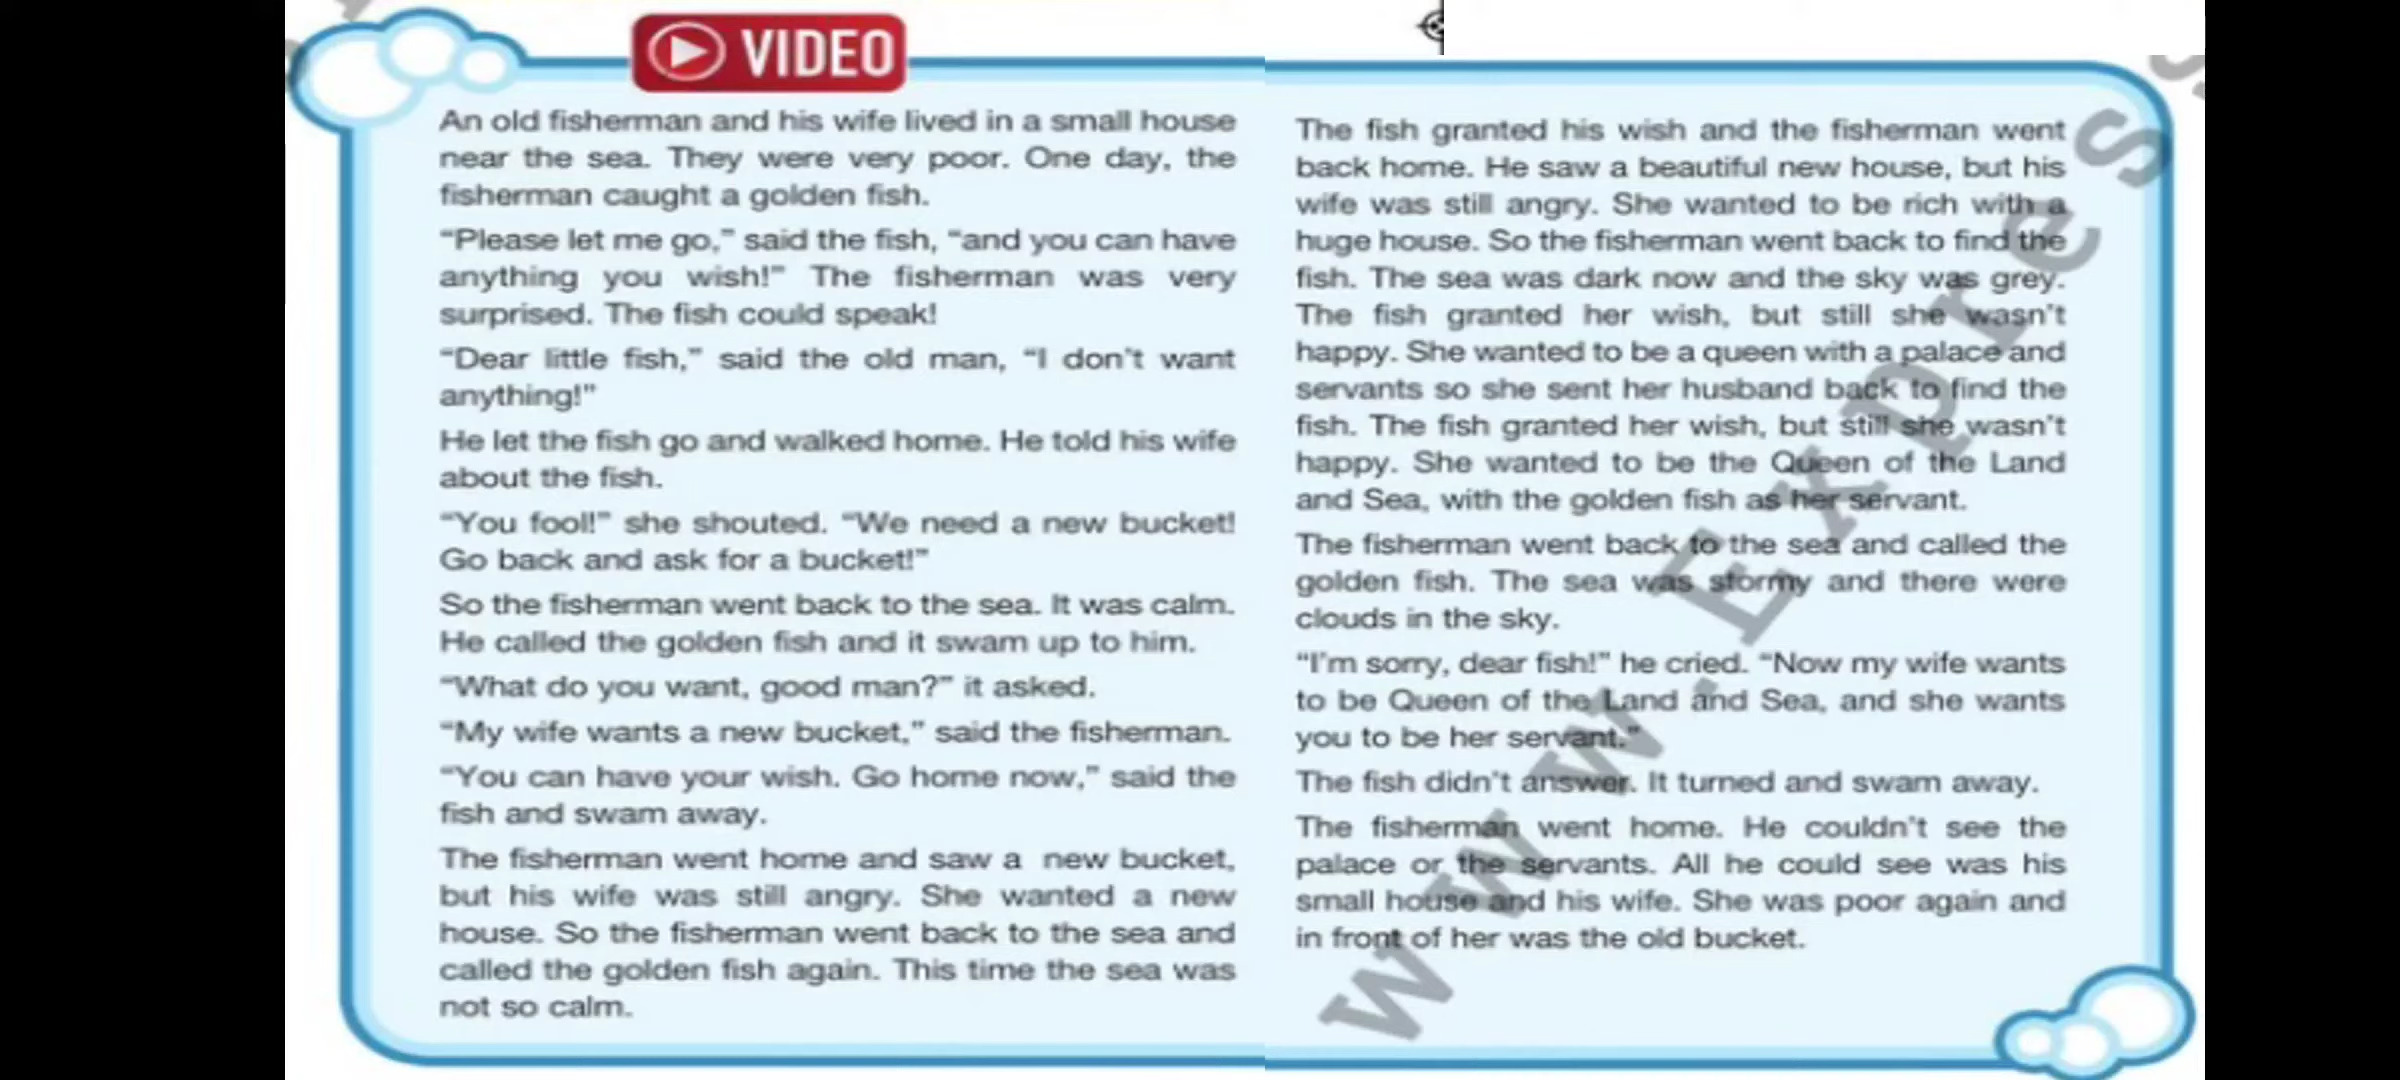 VIDEO
An old fisherman and his wife lived in a small house
near the sea. They were very poor. One day, the
fisherman caught a golden fish.
“Please let me go,” said the fish, “and you can have
anything you wish!” The fisherman was very
surprised. The fish could speak!
“Dear little fish,” said the old man, “I don’t want
anything!”
He let the fish go and walked home. He told his wife
about the fish.
“You fool!” she shouted. “We need a new bucket!
Go back and ask for a bucket!”
So the fisherman went back to the sea. It was calm.
He called the golden fish and it swam up to him.
“What do you want, good man?” it asked.
“My wife wants a new bucket,” said the fisherman.
“You can have your wish. Go home now,” said the
fish and swam away.
The fisherman went home and saw a new bucket,
but his wife was still angry. She wanted a new
house. So the fisherman went back to the sea and
called the golden fish again. This time the sea was
not so calm.
The fish granted his wish and the fisherman went
back home. He saw a beautiful new house, but his
wife was still angry. She wanted to be rich with a
huge house. So the fisherman went back to find the
fish. The sea was dark now and the sky was grey.
The fish granted her wish, but still she wasn’t
happy. She wanted to be a queen with a palace and
servants so she sent her husband back to find the
fish. The fish granted her wish, but still she wasn’t
happy. She wanted to be the Queen of the Land
and Sea, with the golden fish as her servant.
The fisherman went back to the sea and called the
golden fish. The sea was stormy and there were
clouds in the sky.
“I’m sorry, dear fish!” he cried. “Now my wife wants
to be Queen of the Land and Sea, and she wants
you to be her servant.”
The fish didn’t answer. It turned and swam away.
The fisherman went home. He couldn’t see the
palace or the servants. All he could see was his
small house and his wife. She was poor again and
in front of her was the old bucket.
www.Express